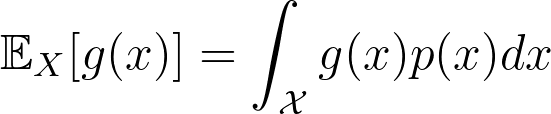 𝔼_X[g(x)] = ∫_𝒳 g(x)p(x)dx